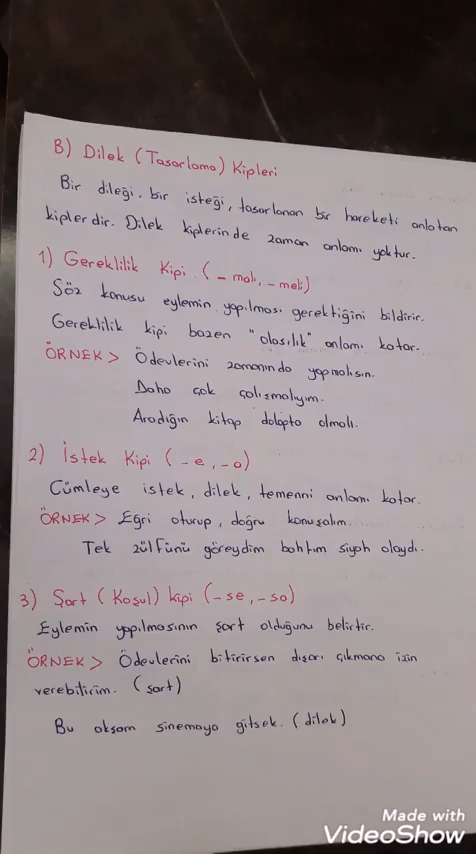 B) Dilek (Tasarlama) Kipleri
Bir dileği, bir isteği, tasarlanan bir hareketi anlatan
kiplerdir. Dilek kiplerinde zaman anlamı yoktur.
1) Gereklilik Kipi (-malı, -meli)
Söz konusu eylemin yapılması gerektiğini bildirir.
Gereklilik kipi bazen "olasılık" anlamı katar.
ÖRNEK > Ödevlerini zamanında yapmalısın.
Daha çok çalışmalıyım.
Aradığın kitap dolapta olmalı.
2) İstek Kipi (-e, -a)
Cümleye istek, dilek, temenni anlamı katar.
ÖRNEK > Eğri oturup, doğru konuşalım.
Tek zülfünü göreydim bahtım siyah olaydı.
3) Şart (Koşul) kipi (-se, -sa)
Eylemin yapılmasının şart olduğunu belirtir.
ÖRNEK > Ödevlerini bitirirsen dışarı çıkmana izin
verebilirim. (şart)
Bu akşam sinemaya gitsek. (dilek)
Made with
VideoShow